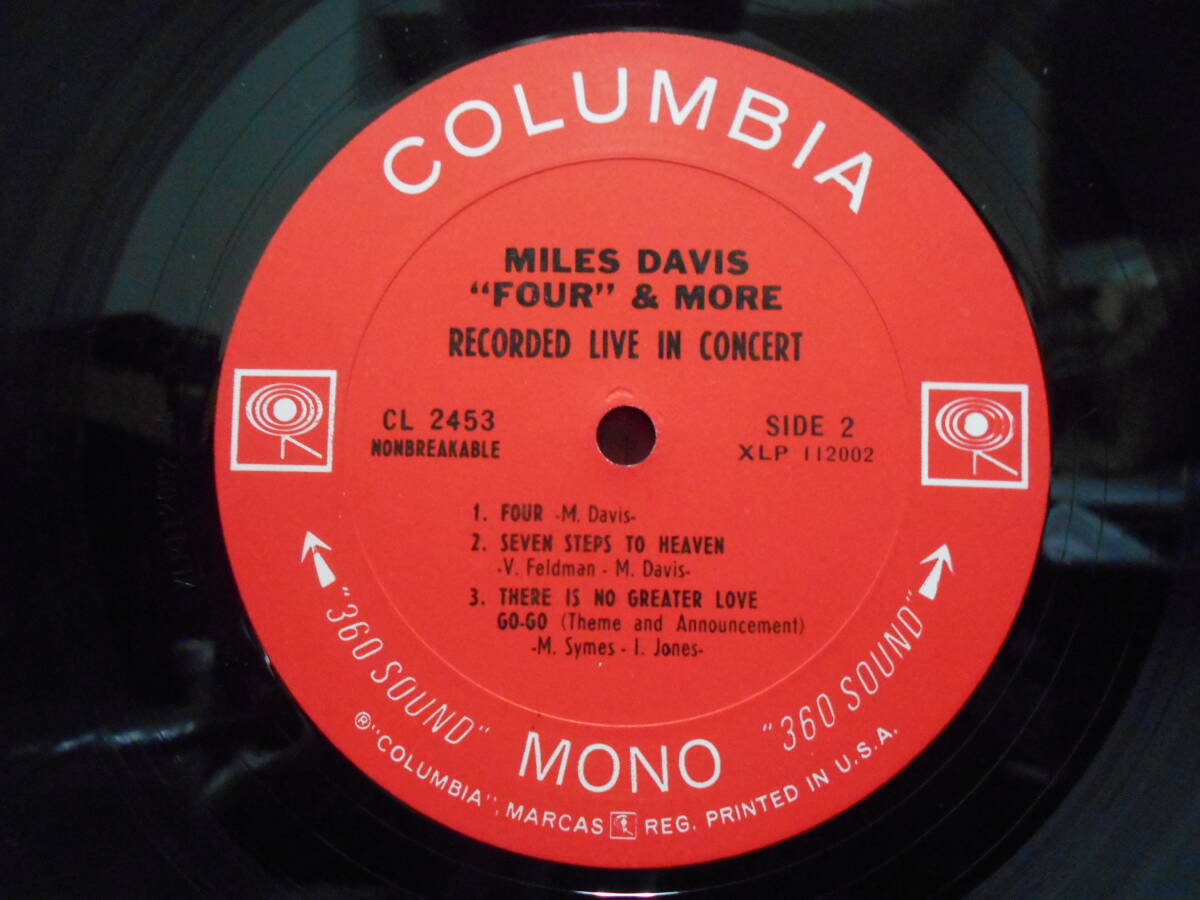 COLUMBIA
MILES DAVIS
"FOUR" & MORE
RECORDED LIVE IN CONCERT
CL 2453
NONBREAKABLE
SIDE 2
XLP 112002
1. FOUR -M. Davis-
2. SEVEN STEPS TO HEAVEN
-V. Feldman - M. Davis-
3. THERE IS NO GREATER LOVE
GO-GO (Theme and Announcement)
-M. Symes - I. Jones-
"360 SOUND"
MONO
"360 SOUND"
® "COLUMBIA", MARCAS REG. PRINTED IN U.S.A.